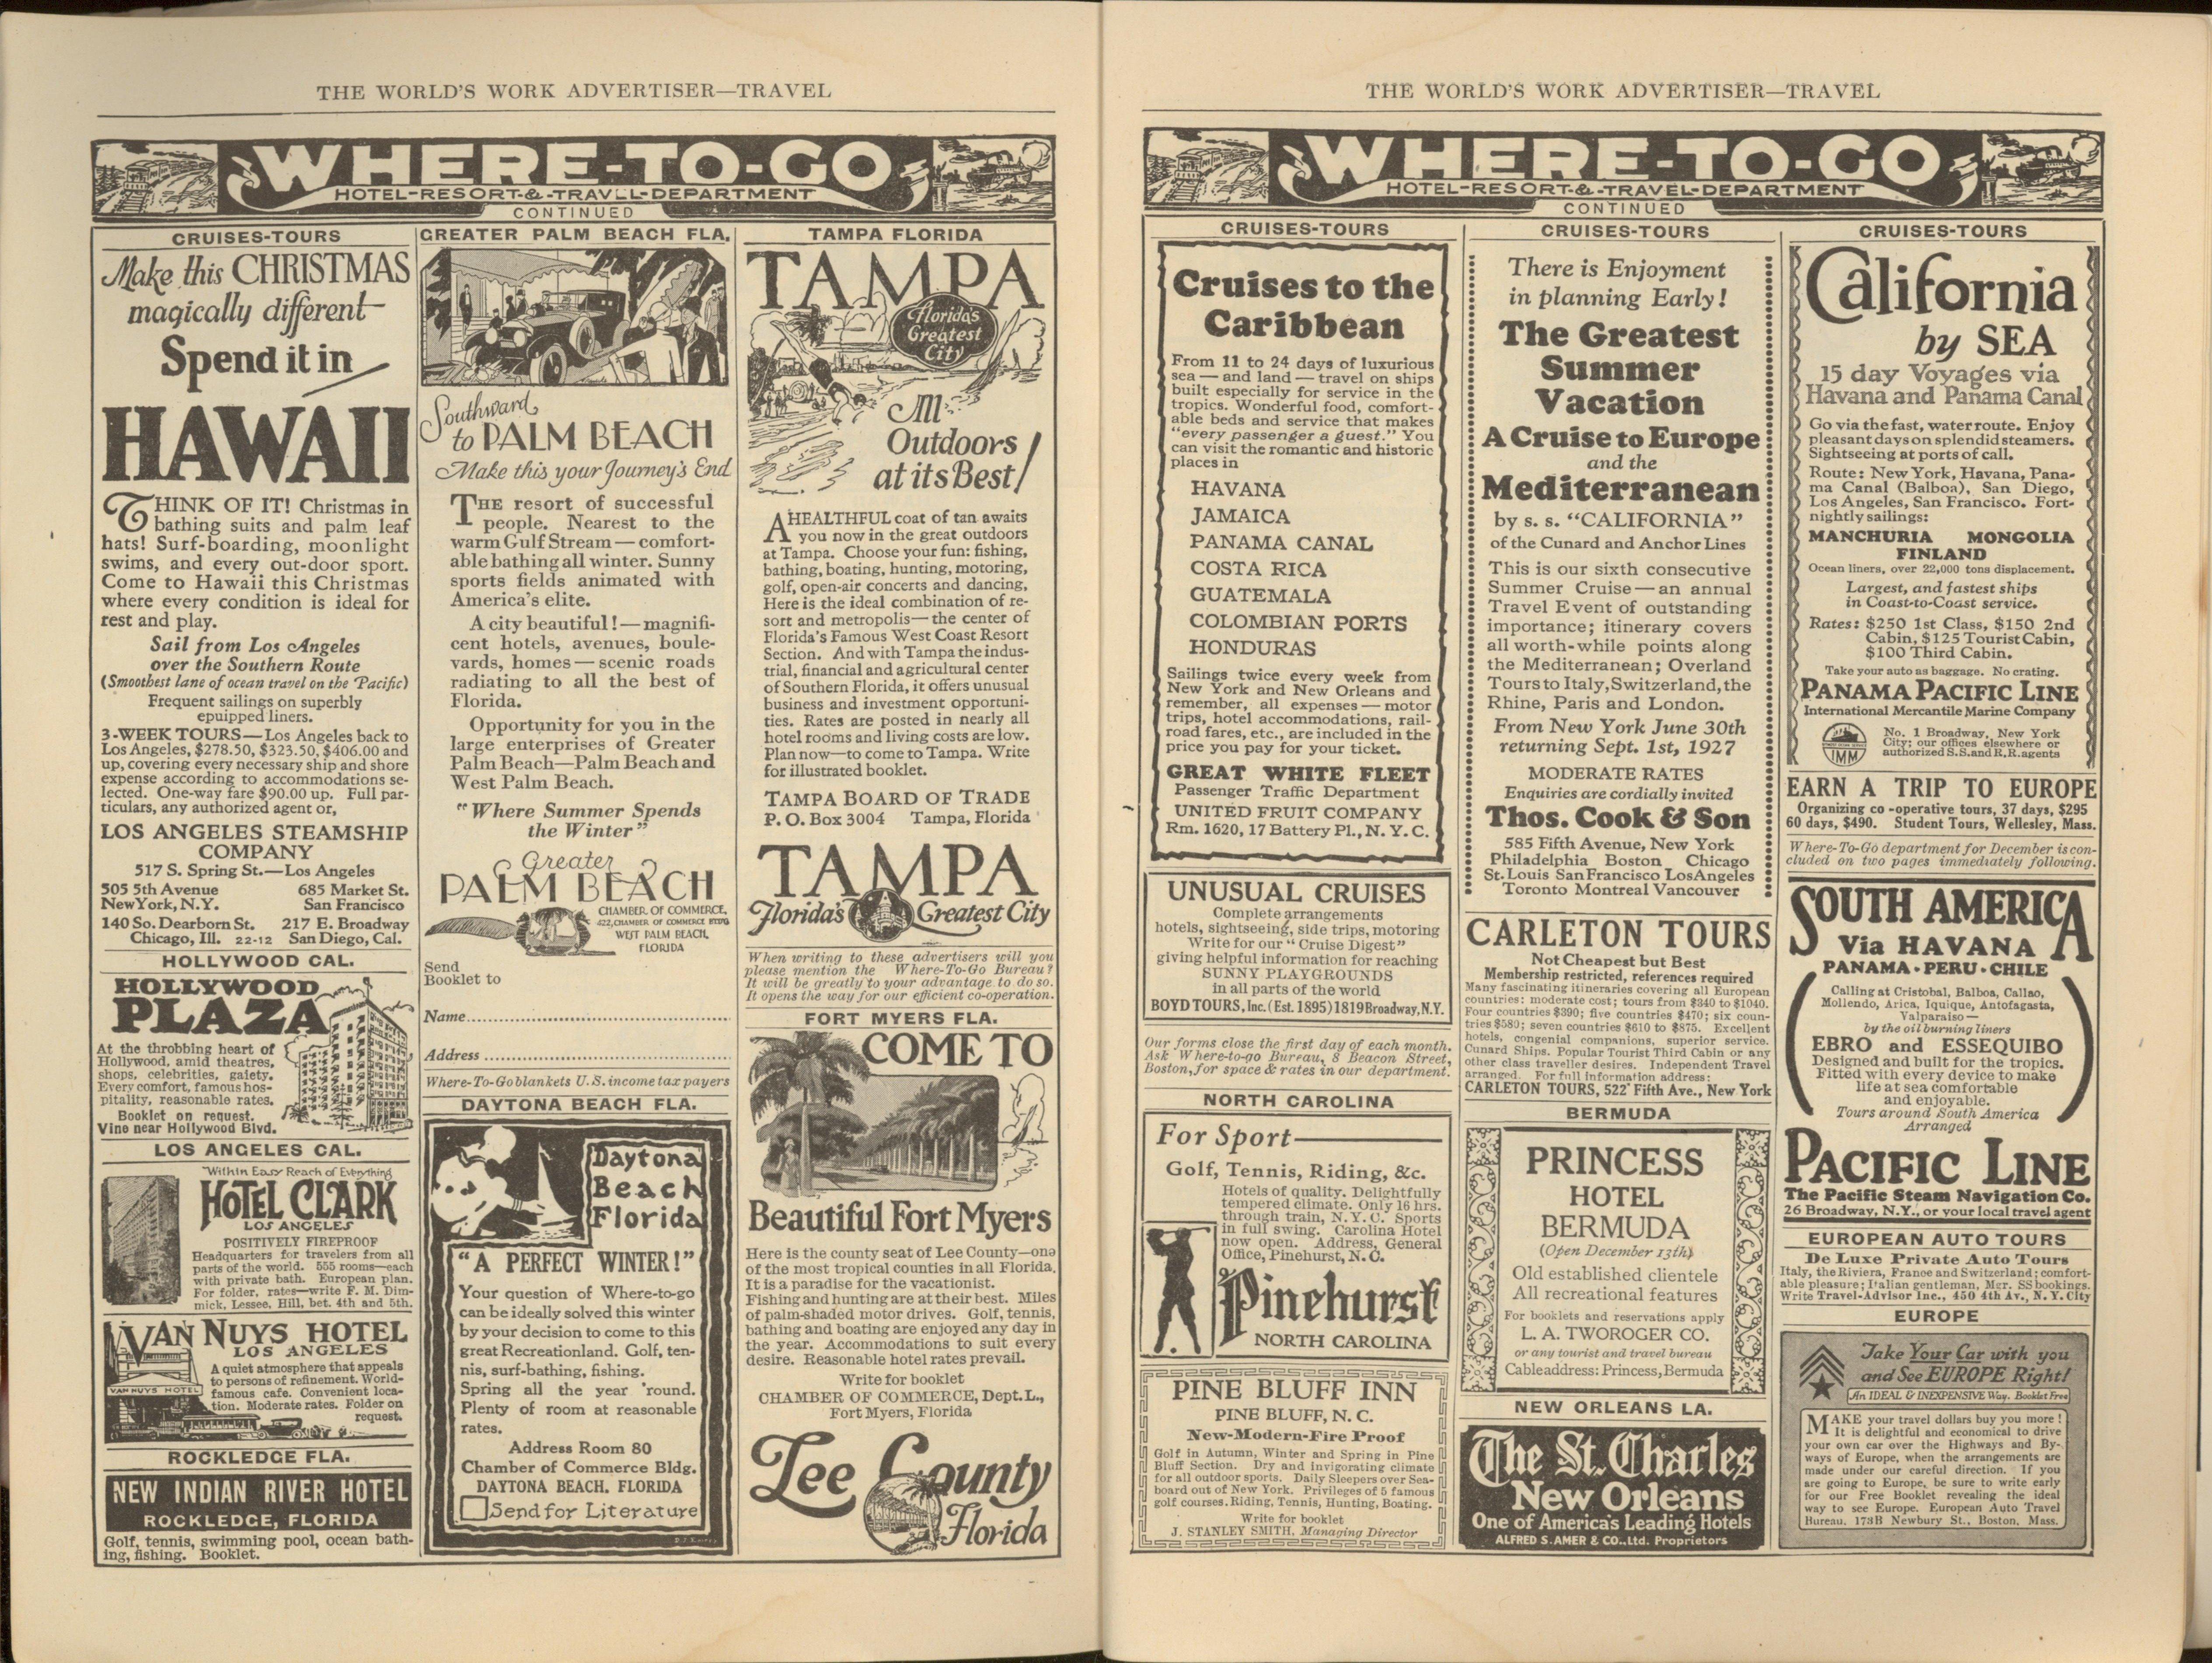 THE WORLD'S WORK ADVERTISER—TRAVEL
WHERE-TO-GO
HOTEL-RESORT-&-TRAVEL-DEPARTMENT
CONTINUED
CRUISES-TOURS
Make this CHRISTMAS
magically different—
Spend it in
HAWAII
THINK OF IT! Christmas in
bathing suits and palm leaf
hats! Surf-boarding, moonlight
swims, and every out-door sport.
Come to Hawaii this Christmas
where every condition is ideal for
rest and play.
Sail from Los Angeles
over the Southern Route
(Smoothest lane of ocean travel on the Pacific)
Frequent sailings on superbly
epuipped liners.
3-WEEK TOURS—Los Angeles back to
Los Angeles, $278.50, $323.50, $406.00 and
up, covering every necessary ship and shore
expense according to accommodations se-
lected. One-way fare $90.00 up. Full par-
ticulars, any authorized agent or,
LOS ANGELES STEAMSHIP
COMPANY
517 S. Spring St.—Los Angeles
505 5th Avenue 685 Market St.
NewYork, N.Y. San Francisco
140 So. Dearborn St. 217 E. Broadway
Chicago, Ill. 22-12 San Diego, Cal.
HOLLYWOOD CAL.
HOLLYWOOD
PLAZA
At the throbbing heart of
Hollywood, amid theatres,
shops, celebrities, gaiety.
Every comfort, famous hos-
pitality, reasonable rates.
Booklet on request.
Vine near Hollywood Blvd.
LOS ANGELES CAL.
"Within Easy Reach of Everything
HOTEL CLARK
LOS ANGELES
POSITIVELY FIREPROOF
Headquarters for travelers from all
parts of the world. 555 rooms—each
with private bath. European plan.
For folder, rates—write F. M. Dim-
mick, Lessee, Hill, bet. 4th and 5th.
VAN NUYS HOTEL
LOS ANGELES
A quiet atmosphere that appeals
to persons of refinement. World-
famous cafe. Convenient loca-
tion. Moderate rates. Folder on
request.
VAN NUYS HOTEL
ROCKLEDGE FLA.
NEW INDIAN RIVER HOTEL
ROCKLEDGE, FLORIDA
Golf, tennis, swimming pool, ocean bath-
ing, fishing. Booklet.
GREATER PALM BEACH FLA.
Southward
to PALM BEACH
Make this your Journey's End
THE resort of successful
people. Nearest to the
warm Gulf Stream—comfort-
able bathing all winter. Sunny
sports fields animated with
America's elite.
A city beautiful!—magnifi-
cent hotels, avenues, boule-
vards, homes—scenic roads
radiating to all the best of
Florida.
Opportunity for you in the
large enterprises of Greater
Palm Beach—Palm Beach and
West Palm Beach.
"Where Summer Spends
the Winter"
Greater
PALM BEACH
CHAMBER OF COMMERCE,
422, CHAMBER OF COMMERCE BLDG
WEST PALM BEACH,
FLORIDA
Send
Booklet to
Name
Address
Where-To-Go blankets U.S. income tax payers
DAYTONA BEACH FLA.
Daytona
Beach
Florida
"A PERFECT WINTER!"
Your question of Where-to-go
can be ideally solved this winter
by your decision to come to this
great Recreationland. Golf, ten-
nis, surf-bathing, fishing.
Spring all the year 'round.
Plenty of room at reasonable
rates.
Address Room 80
Chamber of Commerce Bldg.
DAYTONA BEACH. FLORIDA
Send for Literature
TAMPA FLORIDA
TAMPA
Florida's
Greatest
City
All
Outdoors
at its Best!
A HEALTHFUL coat of tan awaits
you now in the great outdoors
at Tampa. Choose your fun: fishing,
bathing, boating, hunting, motoring,
golf, open-air concerts and dancing,
Here is the ideal combination of re-
sort and metropolis—the center of
Florida's Famous West Coast Resort
Section. And with Tampa the indus-
trial, financial and agricultural center
of Southern Florida, it offers unusual
business and investment opportuni-
ties. Rates are posted in nearly all
hotel rooms and living costs are low.
Plan now—to come to Tampa. Write
for illustrated booklet.
TAMPA BOARD OF TRADE
P. O. Box 3004 Tampa, Florida
TAMPA
Florida's Greatest City
When writing to these advertisers will you
please mention the Where-To-Go Bureau?
It will be greatly to your advantage to do so.
It opens the way for our efficient co-operation.
FORT MYERS FLA.
COME TO
Beautiful Fort Myers
Here is the county seat of Lee County—one
of the most tropical counties in all Florida.
It is a paradise for the vacationist.
Fishing and hunting are at their best. Miles
of palm-shaded motor drives. Golf, tennis,
bathing and boating are enjoyed any day in
the year. Accommodations to suit every
desire. Reasonable hotel rates prevail.
Write for booklet
CHAMBER OF COMMERCE, Dept. L.,
Fort Myers, Florida
Lee County
Florida
THE WORLD'S WORK ADVERTISER—TRAVEL
WHERE-TO-GO
HOTEL-RESORT-&-TRAVEL-DEPARTMENT
CONTINUED
CRUISES-TOURS
Cruises to the
Caribbean
From 11 to 24 days of luxurious
sea—and land—travel on ships
built especially for service in the
tropics. Wonderful food, comfort-
able beds and service that makes
"every passenger a guest." You
can visit the romantic and historic
places in
HAVANA
JAMAICA
PANAMA CANAL
COSTA RICA
GUATEMALA
COLOMBIAN PORTS
HONDURAS
Sailings twice every week from
New York and New Orleans and
remember, all expenses—motor
trips, hotel accommodations, rail-
road fares, etc., are included in the
price you pay for your ticket.
GREAT WHITE FLEET
Passenger Traffic Department
UNITED FRUIT COMPANY
Rm. 1620, 17 Battery Pl., N. Y. C.
UNUSUAL CRUISES
Complete arrangements
hotels, sightseeing, side trips, motoring
Write for our "Cruise Digest"
giving helpful information for reaching
SUNNY PLAYGROUNDS
in all parts of the world
BOYD TOURS, Inc. (Est. 1895) 1819 Broadway, N.Y.
Our forms close the first day of each month.
Ask Where-to-go Bureau, 8 Beacon Street,
Boston, for space & rates in our department.
NORTH CAROLINA
For Sport
Golf, Tennis, Riding, &c.
Hotels of quality. Delightfully
tempered climate. Only 16 hrs.
through train, N.Y.C. Sports
in full swing. Carolina Hotel
now open. Address, General
Office, Pinehurst, N. C.
Pinehurst
NORTH CAROLINA
PINE BLUFF INN
PINE BLUFF, N. C.
New-Modern-Fire Proof
Golf in Autumn, Winter and Spring in Pine
Bluff Section. Dry and invigorating climate
for all outdoor sports. Daily Sleepers over Sea-
board out of New York. Privileges of 5 famous
golf courses. Riding, Tennis, Hunting, Boating.
Write for booklet
J. STANLEY SMITH, Managing Director
CRUISES-TOURS
There is Enjoyment
in planning Early!
The Greatest
Summer
Vacation
A Cruise to Europe
and the
Mediterranean
by s. s. "CALIFORNIA"
of the Cunard and Anchor Lines
This is our sixth consecutive
Summer Cruise—an annual
Travel Event of outstanding
importance; itinerary covers
all worth-while points along
the Mediterranean; Overland
Tours to Italy, Switzerland, the
Rhine, Paris and London.
From New York June 30th
returning Sept. 1st, 1927
MODERATE RATES
Enquiries are cordially invited
Thos. Cook & Son
585 Fifth Avenue, New York
Philadelphia Boston Chicago
St. Louis San Francisco Los Angeles
Toronto Montreal Vancouver
CARLETON TOURS
Not Cheapest but Best
Membership restricted, references required
Many fascinating itineraries covering all European
countries: moderate cost; tours from $340 to $1040.
Four countries $390; five countries $470; six coun-
tries $580; seven countries $610 to $875. Excellent
hotels, congenial companions, superior service.
Cunard Ships. Popular Tourist Third Cabin or any
other class traveller desires. Independent Travel
arranged. For full information address:
CARLETON TOURS, 522 Fifth Ave., New York
BERMUDA
PRINCESS
HOTEL
BERMUDA
(Open December 13th)
Old established clientele
All recreational features
For booklets and reservations apply
L. A. TWOROGER CO.
or any tourist and travel bureau
Cable address: Princess, Bermuda
NEW ORLEANS LA.
The St. Charles
New Orleans
One of America's Leading Hotels
ALFRED S. AMER & CO., Ltd. Proprietors
CRUISES-TOURS
California
by SEA
15 day Voyages via
Havana and Panama Canal
Go via the fast, water route. Enjoy
pleasant days on splendid steamers.
Sightseeing at ports of call.
Route: New York, Havana, Pana-
ma Canal (Balboa), San Diego,
Los Angeles, San Francisco. Fort-
nightly sailings:
MANCHURIA MONGOLIA
FINLAND
Ocean liners, over 22,000 tons displacement.
Largest, and fastest ships
in Coast-to-Coast service.
Rates: $250 1st Class, $150 2nd
Cabin, $125 Tourist Cabin,
$100 Third Cabin.
Take your auto as baggage. No crating.
PANAMA PACIFIC LINE
International Mercantile Marine Company
IMM
No. 1 Broadway, New York
City; our offices elsewhere or
authorized S.S. and R.R. agents
EARN A TRIP TO EUROPE
Organizing co-operative tours, 37 days, $295
60 days, $490. Student Tours, Wellesley, Mass.
Where-To-Go department for December is con-
cluded on two pages immediately following.
SOUTH AMERICA
Via HAVANA
PANAMA-PERU-CHILE
Calling at Cristobal, Balboa, Callao,
Mollendo, Arica, Iquique, Antofagasta,
Valparaiso—
by the oil burning liners
EBRO and ESSEQUIBO
Designed and built for the tropics.
Fitted with every device to make
life at sea comfortable
and enjoyable.
Tours around South America
Arranged
PACIFIC LINE
The Pacific Steam Navigation Co.
26 Broadway, N.Y., or your local travel agent
EUROPEAN AUTO TOURS
De Luxe Private Auto Tours
Italy, the Riviera, France and Switzerland; comfort-
able pleasure; Italian gentleman, Mgr. SS bookings.
Write Travel-Advisor Inc., 450 4th Av., N. Y. City
EUROPE
Take Your Car with you
and See EUROPE Right!
An IDEAL & INEXPENSIVE Way. Booklet Free
MAKE your travel dollars buy you more!
It is delightful and economical to drive
your own car over the Highways and By-
ways of Europe, when the arrangements are
made under our careful direction. If you
are going to Europe, be sure to write early
for our Free Booklet revealing the ideal
way to see Europe. European Auto Travel
Bureau, 173B Newbury St., Boston, Mass.